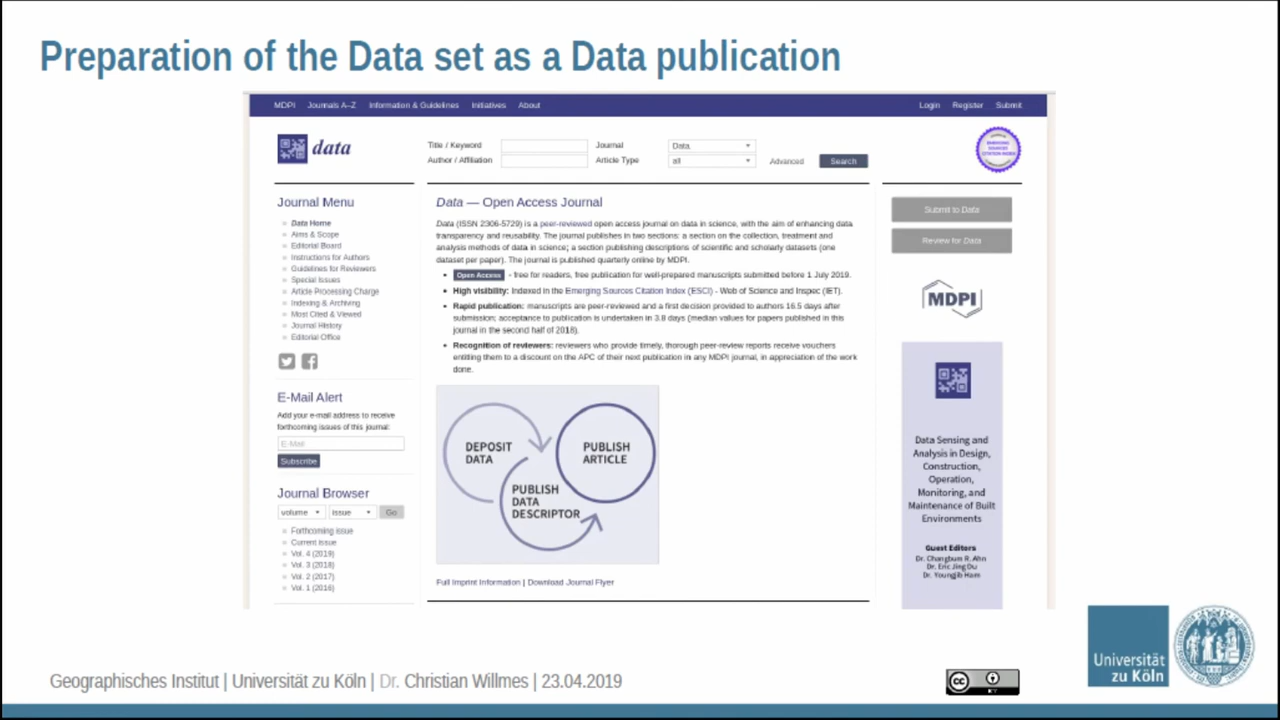 Preparation of the Data set as a Data publication
MDPI Journals A–Z Information & Guidelines Initiatives About Login Register Submit
data
Title / Keyword Journal Data
Author / Affiliation Article Type all Advanced Search
EMERGING
SOURCES
CITATION INDEX
Journal Menu
Data Home
Aims & Scope
Editorial Board
Instructions for Authors
Guidelines for Reviewers
Special Issues
Article Processing Charge
Indexing & Archiving
Most Cited & Viewed
Journal History
Editorial Office
E-Mail Alert
Add your e-mail address to receive
forthcoming issues of this journal:
E-Mail
Subscribe
Journal Browser
volume issue Go
Forthcoming issue
Current issue
Vol. 4 (2019)
Vol. 3 (2018)
Vol. 2 (2017)
Vol. 1 (2016)
Data — Open Access Journal
Data (ISSN 2306-5729) is a peer-reviewed open access journal on data in science, with the aim of enhancing data
transparency and reusability. The journal publishes in two sections: a section on the collection, treatment and
analysis methods of data in science; a section publishing descriptions of scientific and scholarly datasets (one
dataset per paper). The journal is published quarterly online by MDPI.
Open Access - free for readers, free publication for well-prepared manuscripts submitted before 1 July 2019.
High visibility: Indexed in the Emerging Sources Citation Index (ESCI) - Web of Science and Inspec (IET).
Rapid publication: manuscripts are peer-reviewed and a first decision provided to authors 16.5 days after
submission; acceptance to publication is undertaken in 3.8 days (median values for papers published in this
journal in the second half of 2018).
Recognition of reviewers: reviewers who provide timely, thorough peer-review reports receive vouchers
entitling them to a discount on the APC of their next publication in any MDPI journal, in appreciation of the work
done.
DEPOSIT
DATA
PUBLISH
ARTICLE
PUBLISH
DATA
DESCRIPTOR
Full Imprint Information | Download Journal Flyer
Submit to Data
Review for Data
MDPI
Data Sensing and
Analysis in Design,
Construction,
Operation,
Monitoring, and
Maintenance of Built
Environments
Guest Editors
Dr. Changbum R. Ahn
Dr. Eric Jing Du
Dr. Youngjib Ham
Geographisches Institut | Universität zu Köln | Dr. Christian Willmes | 23.04.2019
cc BY
Universität
zu Köln